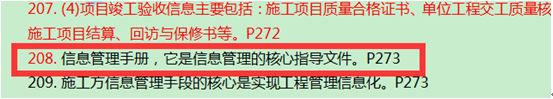 207. (4)项目竣工验收信息主要包括：施工项目质量合格证书、单位工程交工质量核
施工项目结算、回访与保修书等。P272
208. 信息管理手册，它是信息管理的核心指导文件。P273
209. 施工方信息管理手段的核心是实现工程管理信息化。P273